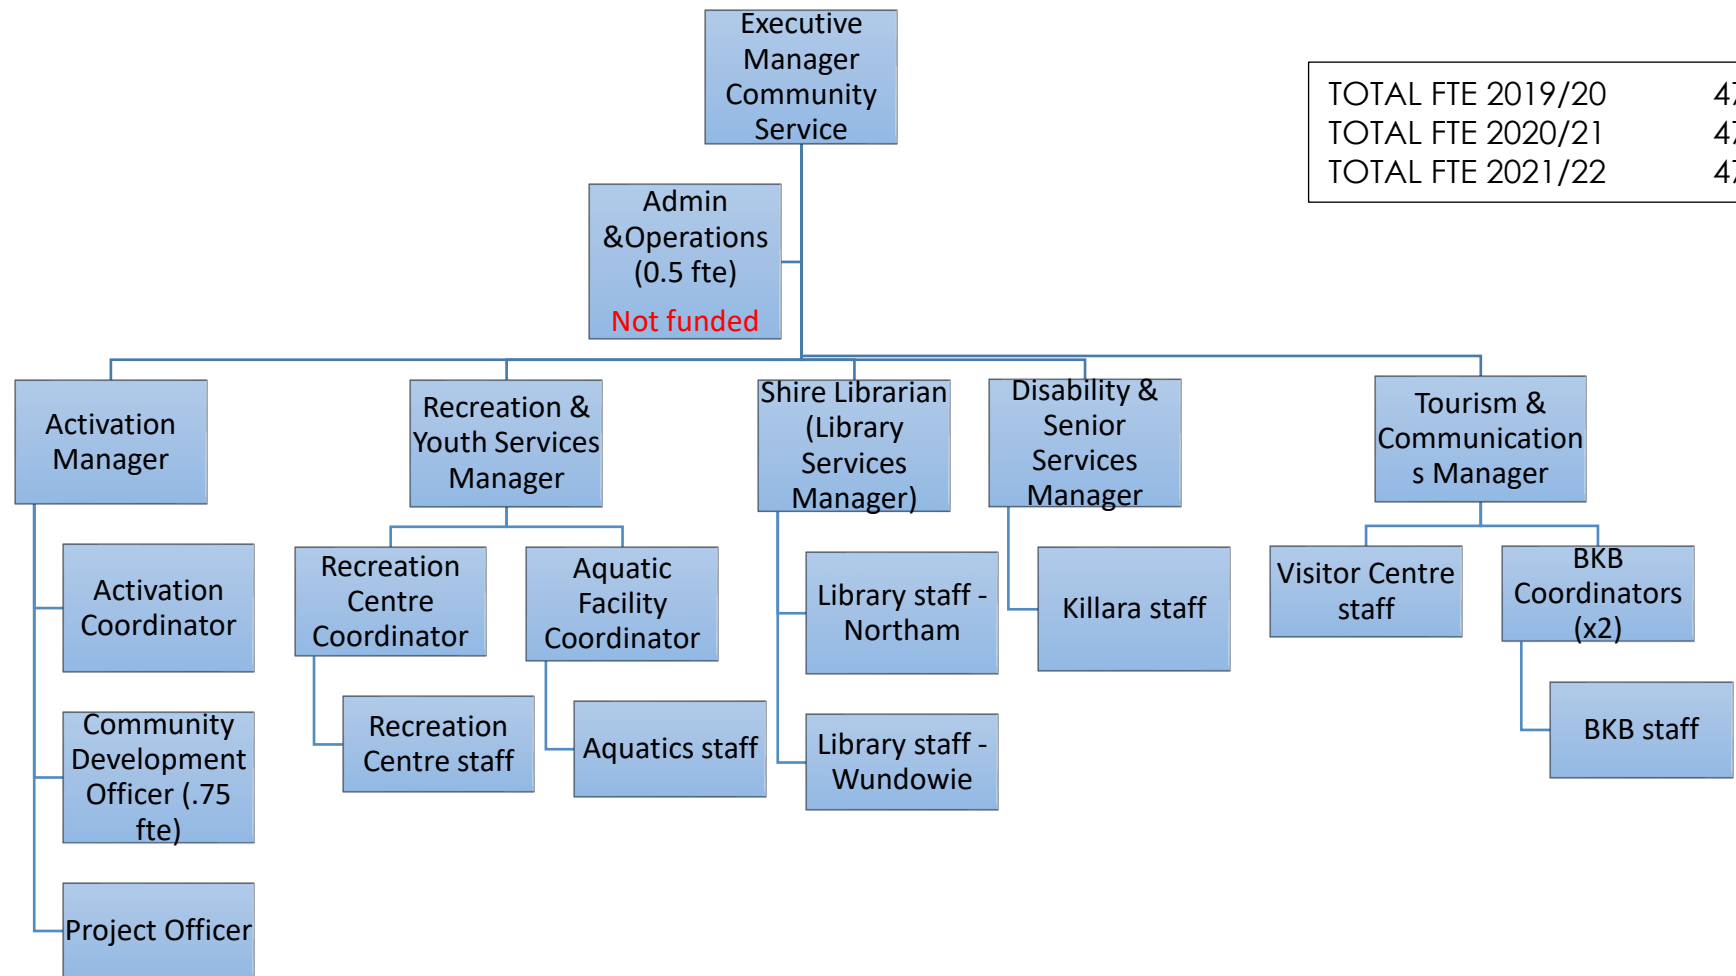 Executive
Manager
Community
Service
TOTAL FTE 2019/20
TOTAL FTE 2020/21
TOTAL FTE 2021/22
Admin
&Operations
(0.5 fte)
Not funded
Activation
Manager
Recreation &
Youth Services
Manager
Shire Librarian
(Library
Services
Manager)
Disability &
Senior
Services
Manager
Tourism &
Communication
s Manager
Activation
Coordinator
Community
Development
Officer (.75
fte)
Project Officer
Recreation
Centre
Coordinator
Recreation
Centre staff
Aquatic
Facility
Coordinator
Aquatics staff
Library staff -
Northam
Library staff -
Wundowie
Killara staff
Visitor Centre
staff
BKB
Coordinators
(x2)
BKB staff